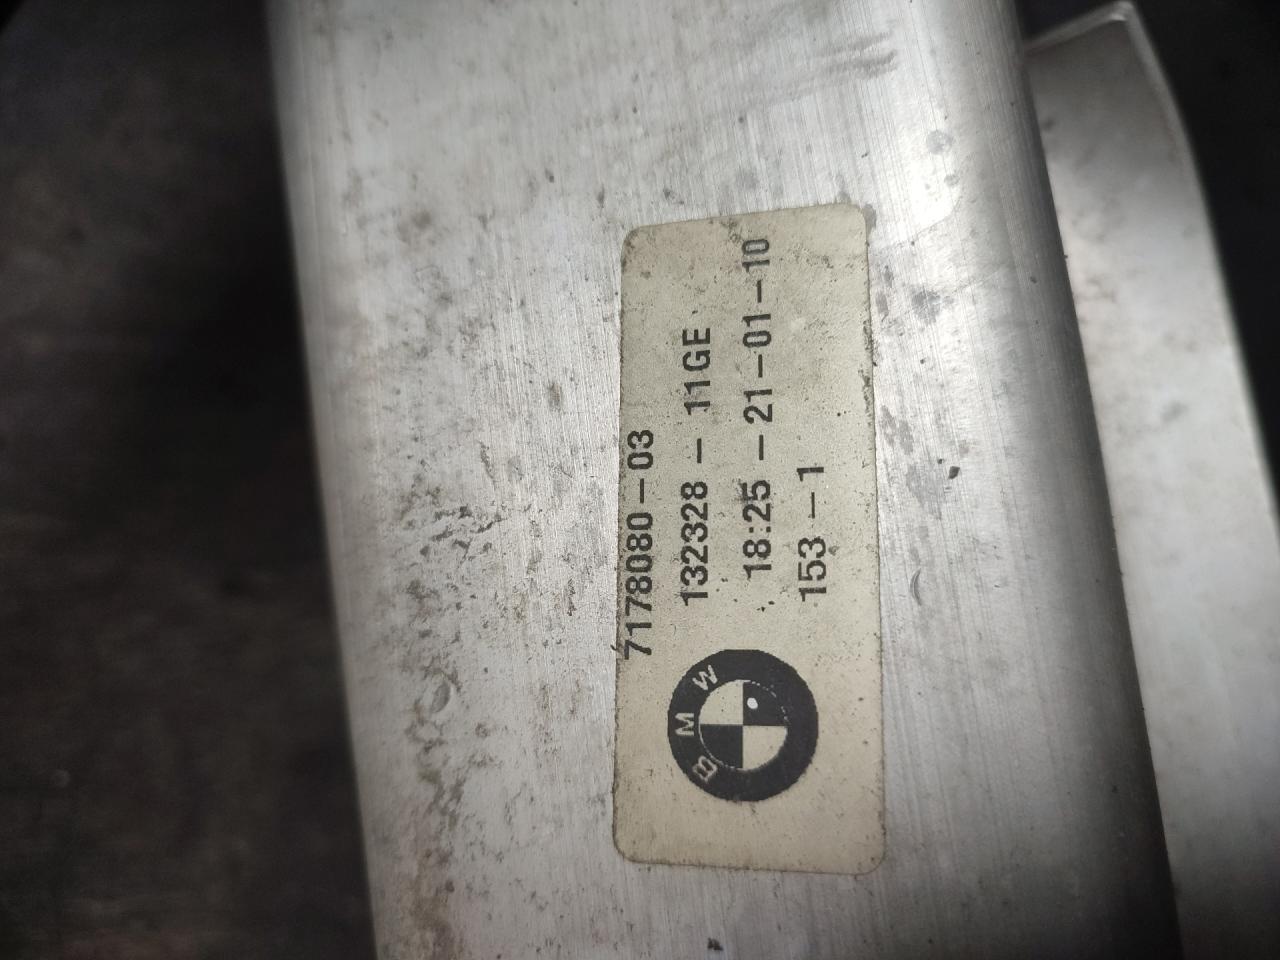 7178080-03
132328 - 11GE
18:25 - 21-01-10
153 - 1
BMW